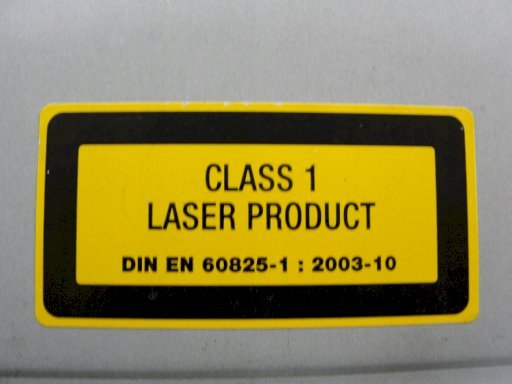 CLASS 1
LASER PRODUCT
DIN EN 60825-1 : 2003-10